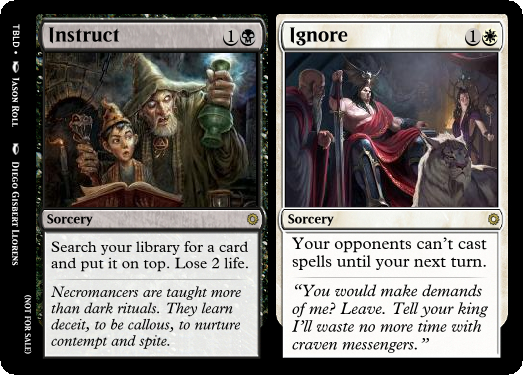 Instruct 1
Sorcery
Search your library for a card
and put it on top. Lose 2 life.
Necromancers are taught more
than dark rituals. They learn
deceit, to be callous, to nurture
contempt and spite.
Ignore 1
Sorcery
Your opponents can't cast
spells until your next turn.
“You would make demands
of me? Leave. Tell your king
I'll waste no more time with
craven messengers.”
TBLD • JASON ROLL DIEGO GISBERT LLORENS
(NOT FOR SALE)